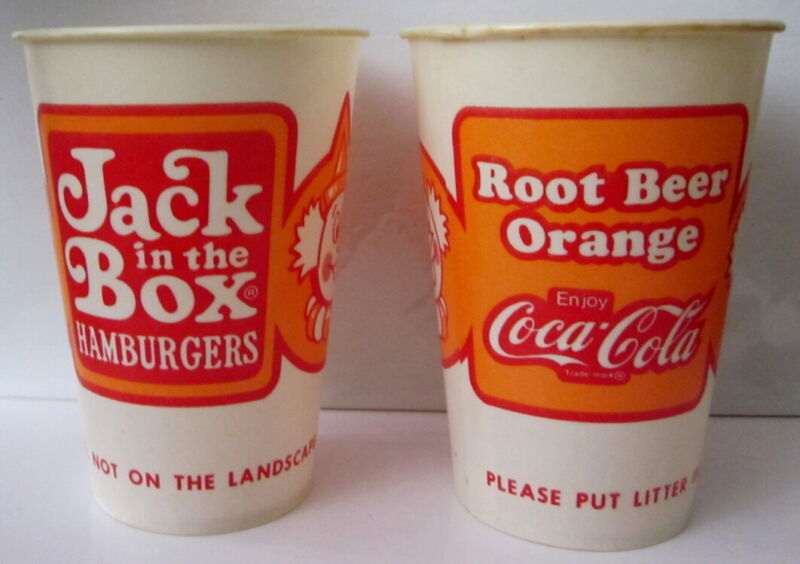 Jack
in the
Box®
HAMBURGERS
NOT ON THE LANDSCAPE
Root Beer
Orange
Enjoy
Coca-Cola
Trade-mark®
PLEASE PUT LITTER